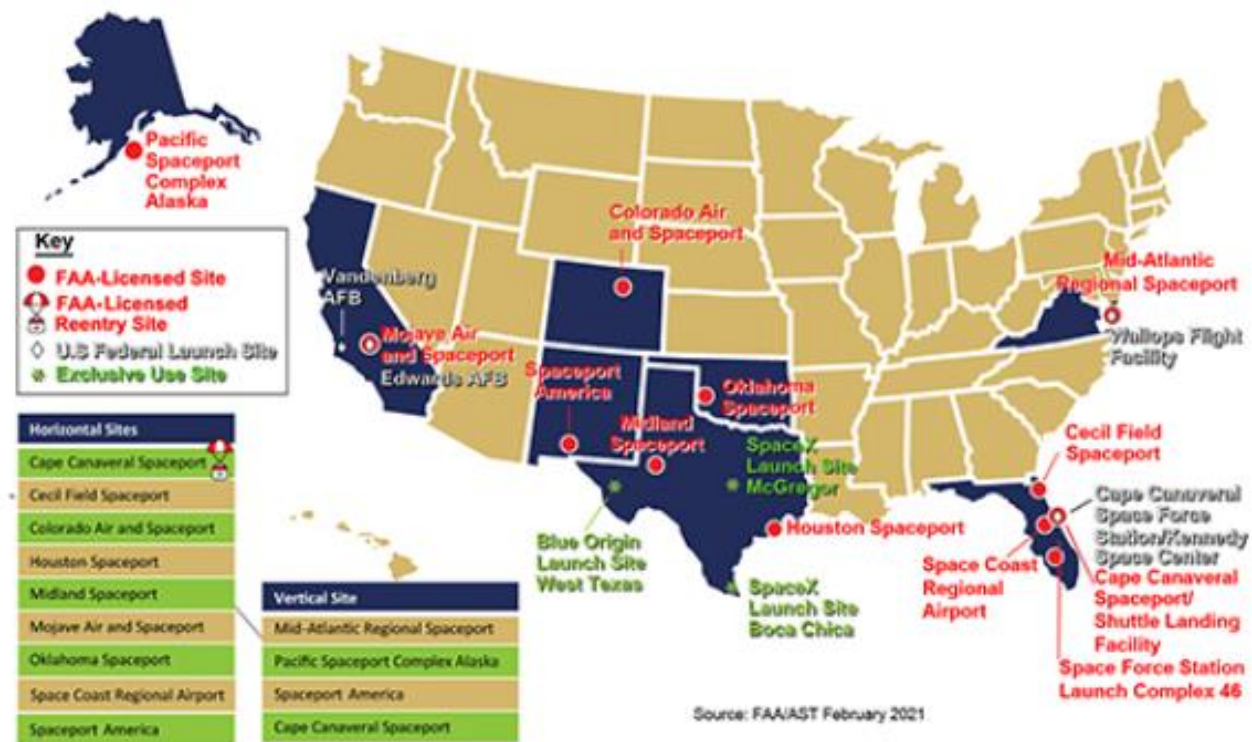 Pacific
Spaceport
Complex
Alaska
Key
FAA-Licensed Site
FAA-Licensed
Reentry Site
U.S Federal Launch Site
Exclusive Use Site
Vandenberg
AFB
Mojave Air
and Spaceport
Edwards AFB
Colorado Air
and Spaceport
Spaceport
America
Midland
Spaceport
Oklahoma
Spaceport
SpaceX
Launch Site
McGregor
Blue Origin
Launch Site
West Texas
Houston Spaceport
SpaceX
Launch Site
Boca Chica
Mid-Atlantic
Regional Spaceport
Wallops Flight
Facility
Cecil Field
Spaceport
Cape Canaveral
Space Force
Station/Kennedy
Space Center
Space Coast
Regional
Airport
Cape Canaveral
Spaceport/
Shuttle Landing
Facility
Space Force Station
Launch Complex 46
Horizontal Sites
Cape Canaveral Spaceport
Cecil Field Spaceport
Colorado Air and Spaceport
Houston Spaceport
Midland Spaceport
Mojave Air and Spaceport
Oklahoma Spaceport
Space Coast Regional Airport
Spaceport America
Vertical Site
Mid-Atlantic Regional Spaceport
Pacific Spaceport Complex Alaska
Spaceport America
Cape Canaveral Spaceport
Source: FAA/AST February 2021